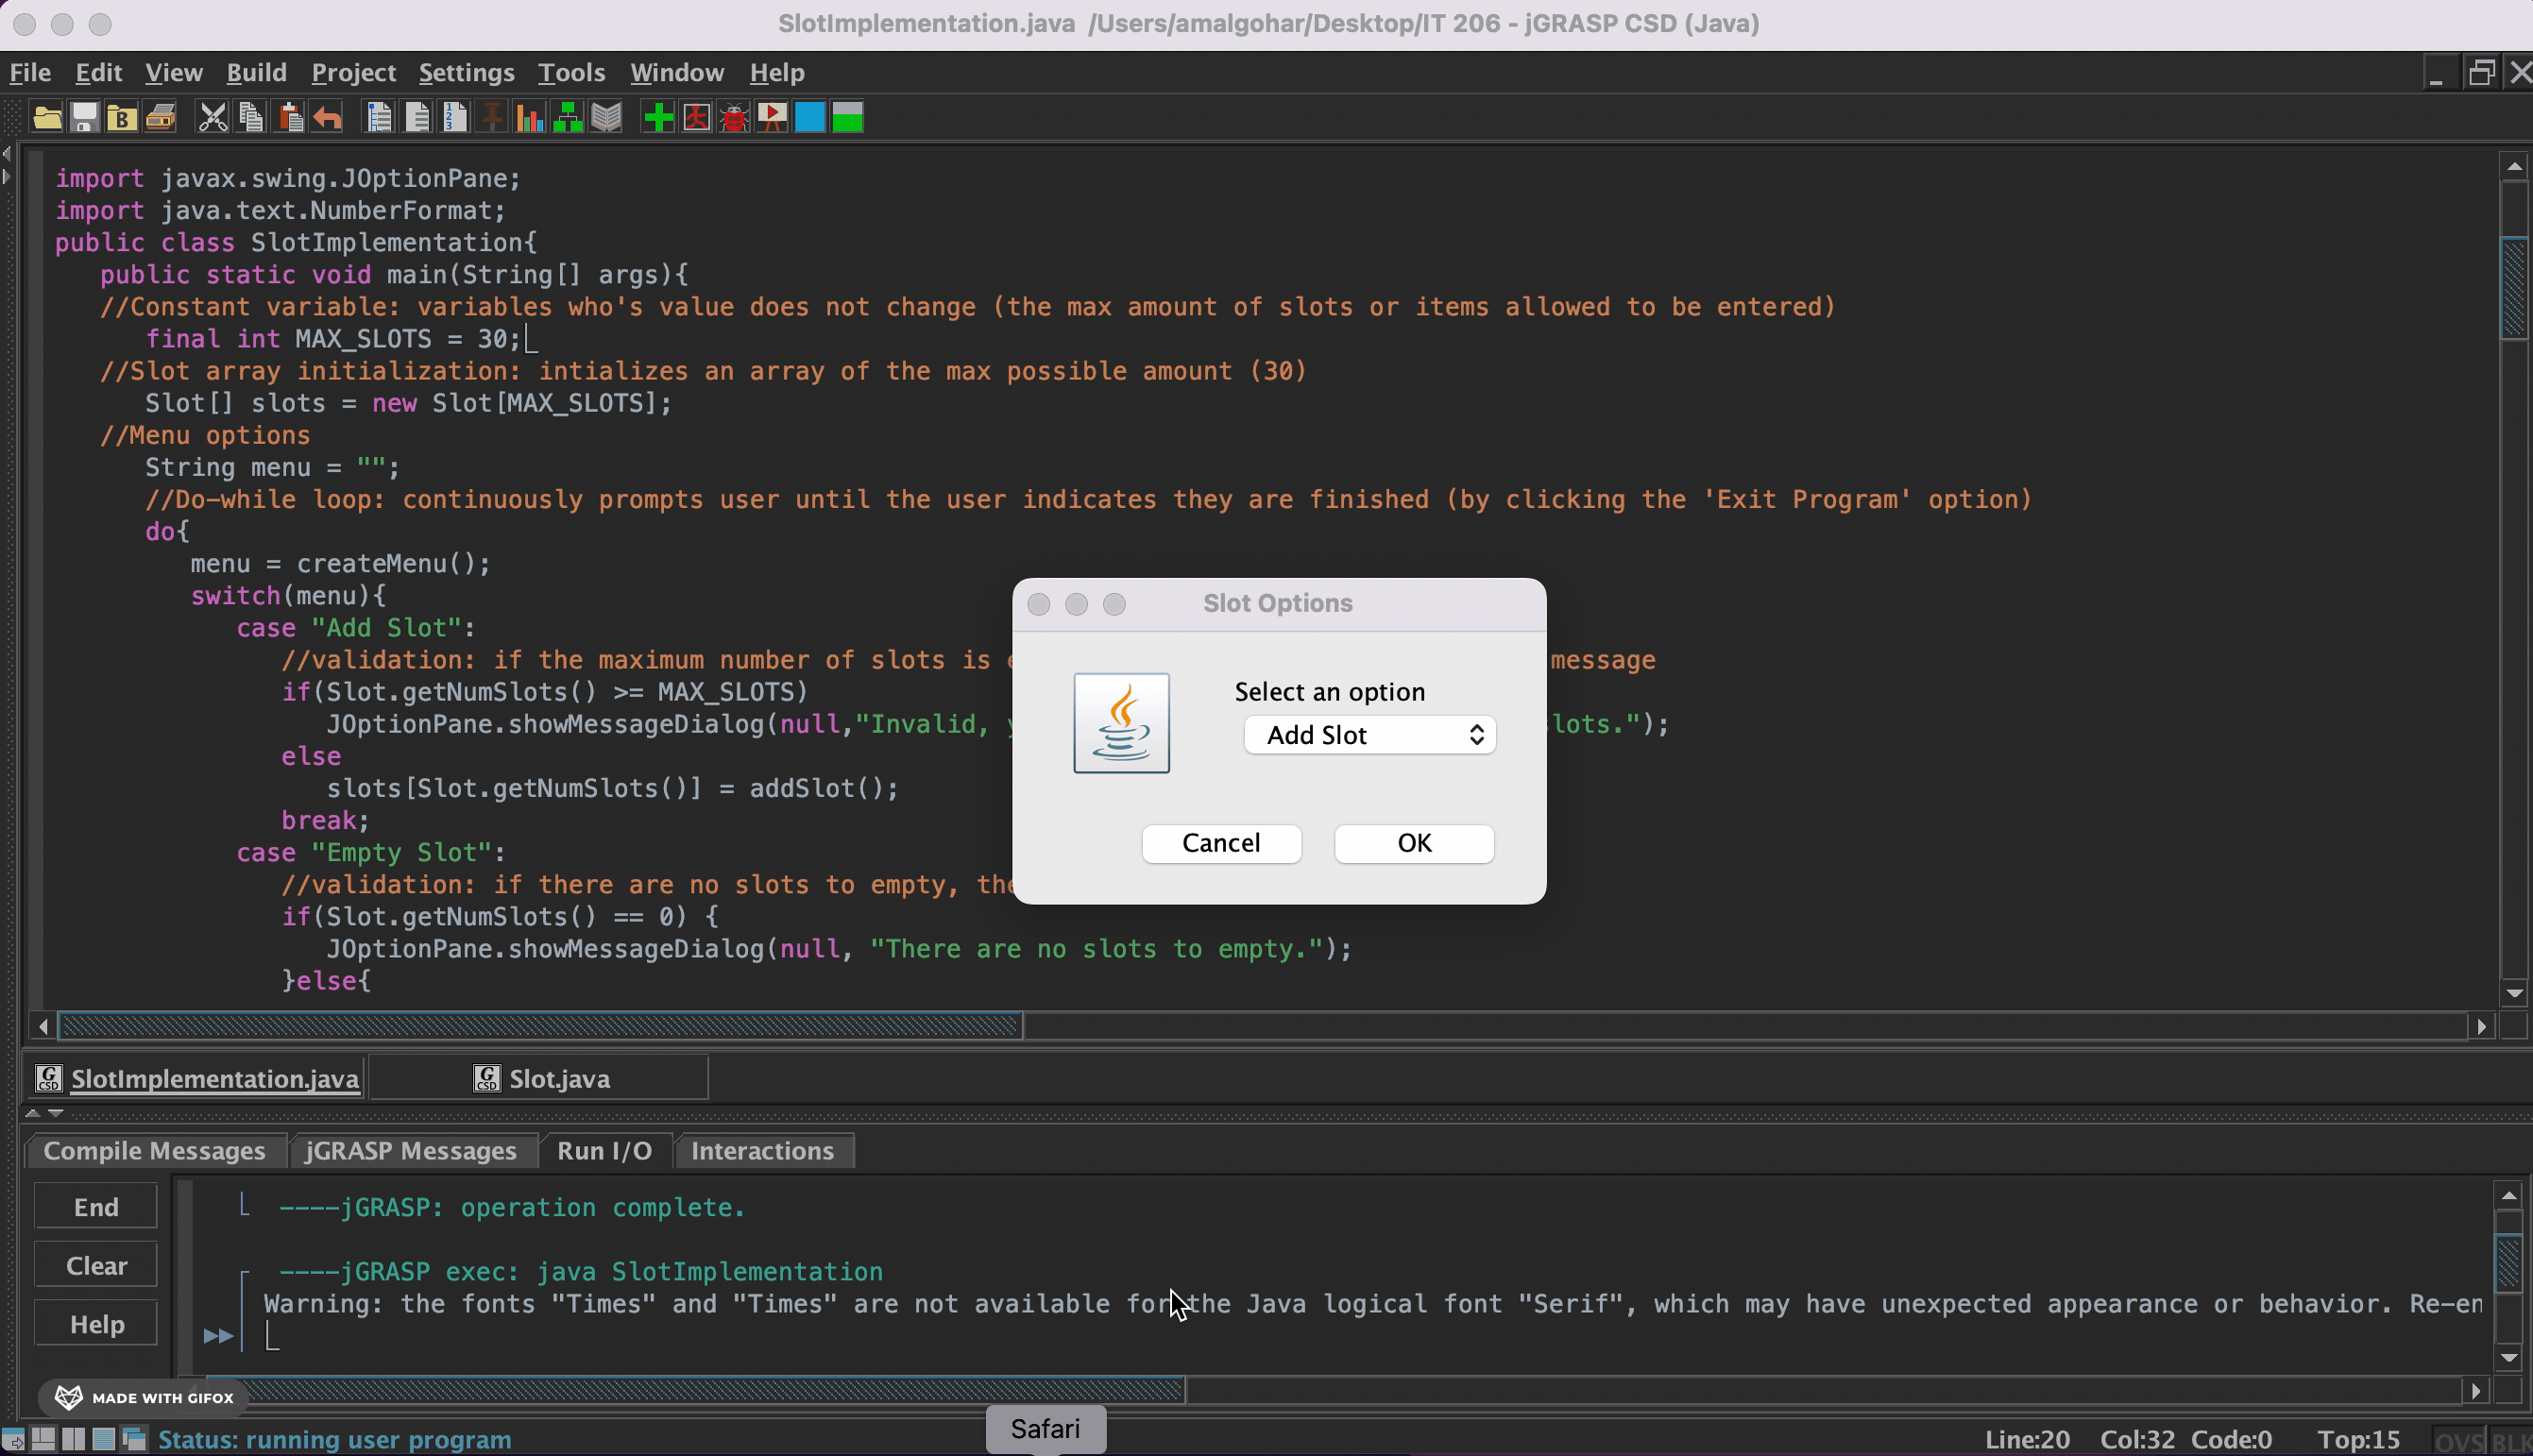 SlotImplementation.java /Users/amalgohar/Desktop/IT 206 - jGRASP CSD (Java)
File Edit View Build Project Settings Tools Window Help
import javax.swing.JOptionPane;
import java.text.NumberFormat;
public class SlotImplementation{
public static void main(String[] args){
//Constant variable: variables who's value does not change (the max amount of slots or items allowed to be entered)
final int MAX_SLOTS = 30;
//Slot array initialization: intializes an array of the max possible amount (30)
Slot[] slots = new Slot[MAX_SLOTS];
//Menu options
String menu = "";
//Do-while loop: continuously prompts user until the user indicates they are finished (by clicking the 'Exit Program' option)
do{
menu = createMenu();
switch(menu){
case "Add Slot":
//validation: if the maximum number of slots is message
if(Slot.getNumSlots() >= MAX_SLOTS)
JOptionPane.showMessageDialog(null,"Invalid, lots.");
else
slots[Slot.getNumSlots()] = addSlot();
break;
case "Empty Slot":
//validation: if there are no slots to empty, the
if(Slot.getNumSlots() == 0) {
JOptionPane.showMessageDialog(null, "There are no slots to empty.");
}else{
Slot Options
Select an option
Add Slot
Cancel OK
SlotImplementation.java Slot.java
Compile Messages jGRASP Messages Run I/O Interactions
End
Clear
Help
----jGRASP: operation complete.
----jGRASP exec: java SlotImplementation
Warning: the fonts "Times" and "Times" are not available for the Java logical font "Serif", which may have unexpected appearance or behavior. Re-en
MADE WITH GIFOX
Safari
Status: running user program
Line:20 Col:32 Code:0 Top:15 OVS BLK